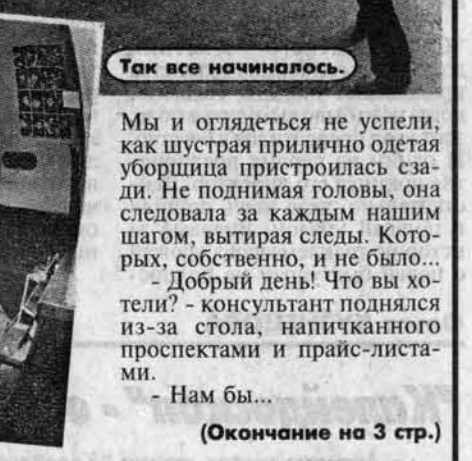 Так все начиналось.
Мы и оглядеться не успели,
как шустрая прилично одетая
уборщица пристроилась сза-
ди. Не поднимая головы, она
следовала за каждым нашим
шагом, вытирая следы. Кото-
рых, собственно, и не было...
- Добрый день! Что вы хо-
тели? - консультант поднялся
из-за стола, напичканного
проспектами и прайс-листа-
ми.
- Нам бы...
(Окончание на 3 стр.)